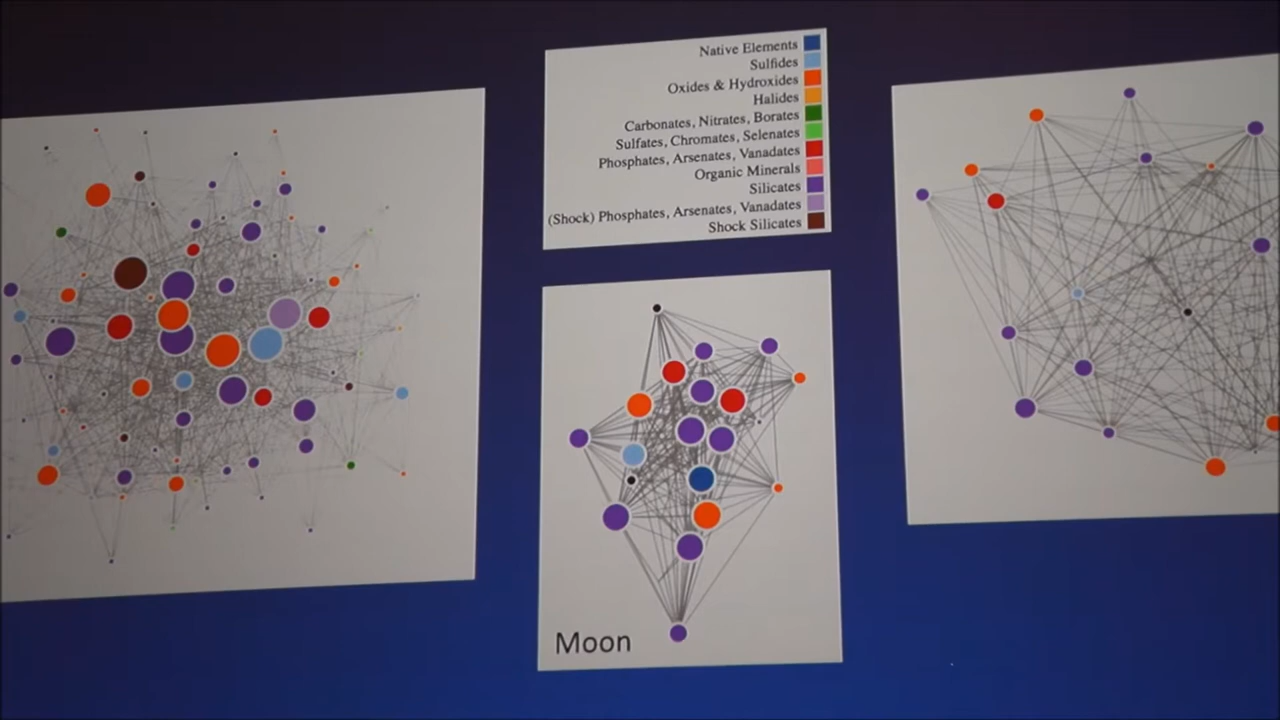 Native Elements
Sulfides
Oxides & Hydroxides
Halides
Carbonates, Nitrates, Borates
Sulfates, Chromates, Selenates
Phosphates, Arsenates, Vanadates
Organic Minerals
Silicates
(Shock) Phosphates, Arsenates, Vanadates
Shock Silicates
Moon